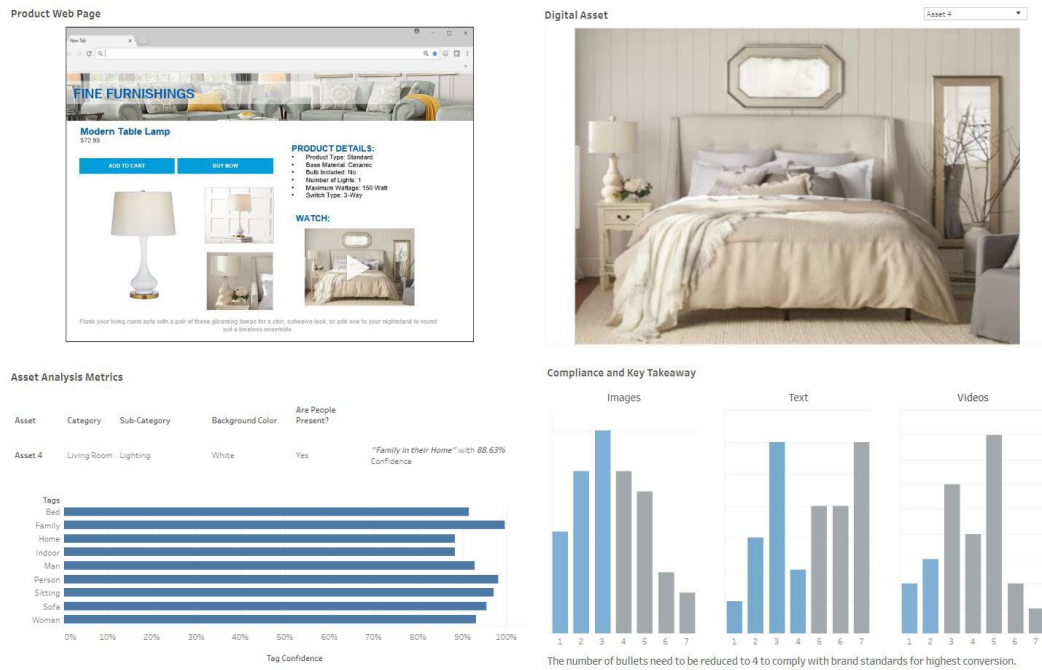 Product Web Page
New Tab
FINE FURNISHINGS
Modern Table Lamp
$72.99
ADD TO CART
BUY NOW
PRODUCT DETAILS:
• Product Type: Standard
• Base Material: Ceramic
• Bulb Included: No
• Number of Lights: 1
• Maximum Wattage: 150 Watt
• Switch Type: 3-Way
WATCH:
Flank your living room sofa with a pair of these gleaming lamps for a chic, cohesive look, or add one to your nightstand to round
out a timeless ensemble.
Digital Asset
Asset 4
Asset Analysis Metrics
Asset Category Sub-Category Background Color Are People
Present?
Asset 4 Living Room Lighting White Yes "Family in their Home" with 88.63%
Confidence
Tags
Bed
Family
Home
Indoor
Man
Person
Sitting
Sofa
Woman
0% 10% 20% 30% 40% 50% 60% 70% 80% 90% 100%
Tag Confidence
Compliance and Key Takeaway
Images Text Videos
1 2 3 4 5 6 7 1 2 3 4 5 6 7 1 2 3 4 5 6 7
The number of bullets need to be reduced to 4 to comply with brand standards for highest conversion.